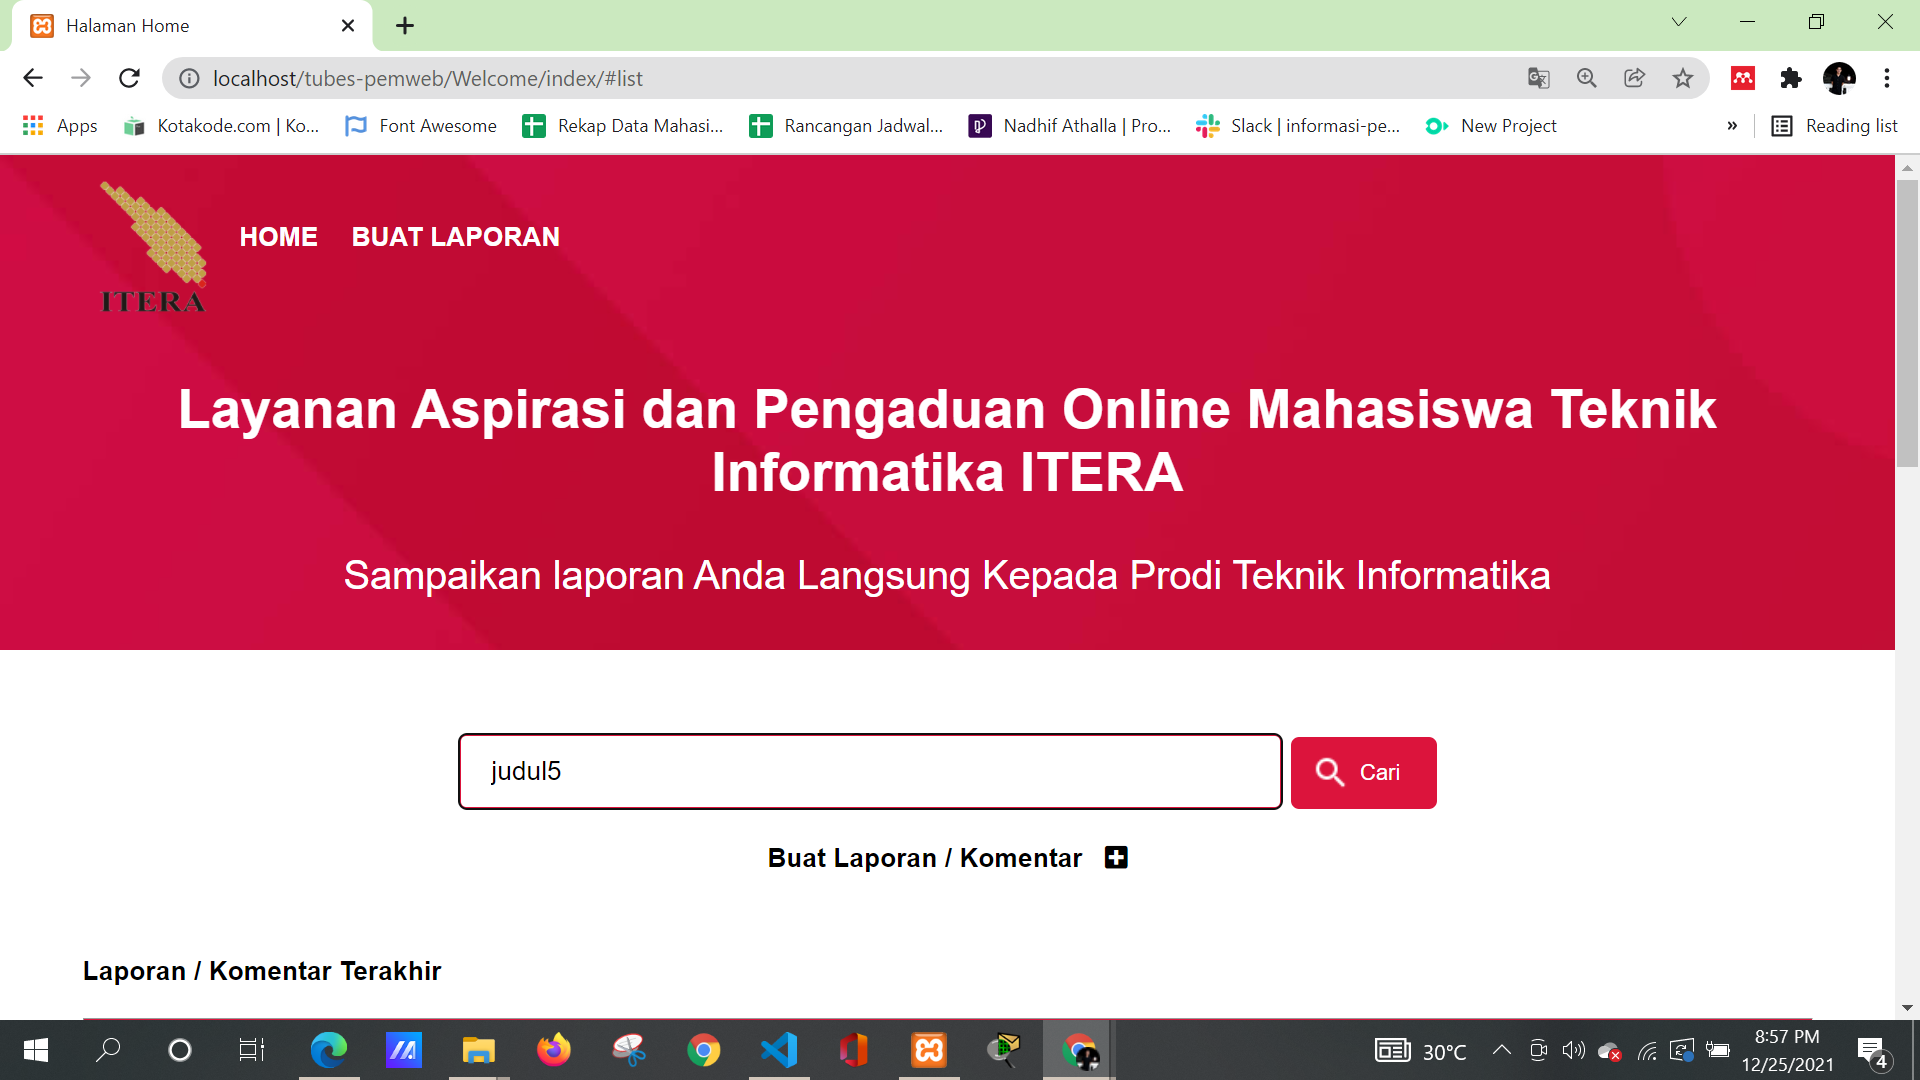 Halaman Home
localhost/tubes-pemweb/Welcome/index/#list
Apps
Kotakode.com | Ko...
Font Awesome
Rekap Data Mahasi...
Rancangan Jadwal...
Nadhif Athalla | Pro...
Slack | informasi-pe...
New Project
»
Reading list
ITERA
HOME
BUAT LAPORAN
Layanan Aspirasi dan Pengaduan Online Mahasiswa Teknik
Informatika ITERA
Sampaikan laporan Anda Langsung Kepada Prodi Teknik Informatika
judul5
Cari
Buat Laporan / Komentar
Laporan / Komentar Terakhir
30°C
8:57 PM
12/25/2021
4